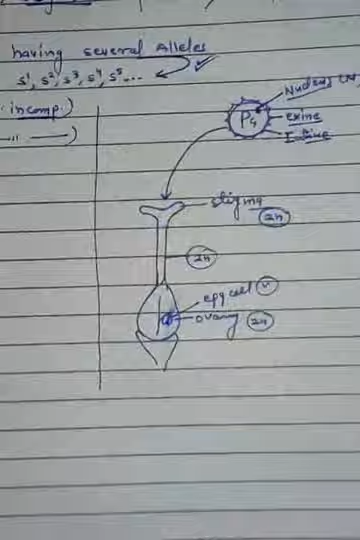 having several Alleles
s¹, s², s³, s⁴, s⁵...
incomp.)
Nucleus (n)
PG
exine
Intine
stigma
2n
2n
egg cell n
ovary 2n